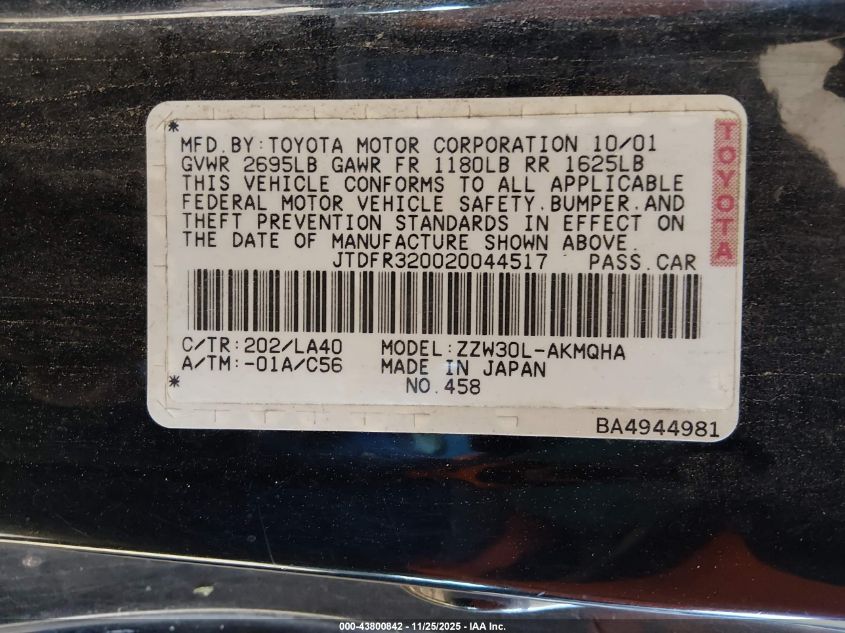 *
MFD.BY:TOYOTA MOTOR CORPORATION 10/01
GVWR 2695LB GAWR FR 1180LB RR 1625LB
THIS VEHICLE CONFORMS TO ALL APPLICABLE
FEDERAL MOTOR VEHICLE SAFETY.BUMPER.AND
THEFT PREVENTION STANDARDS IN EFFECT ON
THE DATE OF MANUFACTURE SHOWN ABOVE.
JTDFR320020044517 PASS.CAR
TOYOTA
C/TR:202/LA40 MODEL:ZZW30L-AKMQHA
A/TM:-01A/C56 MADE IN JAPAN
* NO.458
BA4944981
000-43800842 - 11/25/2025 - IAA Inc.